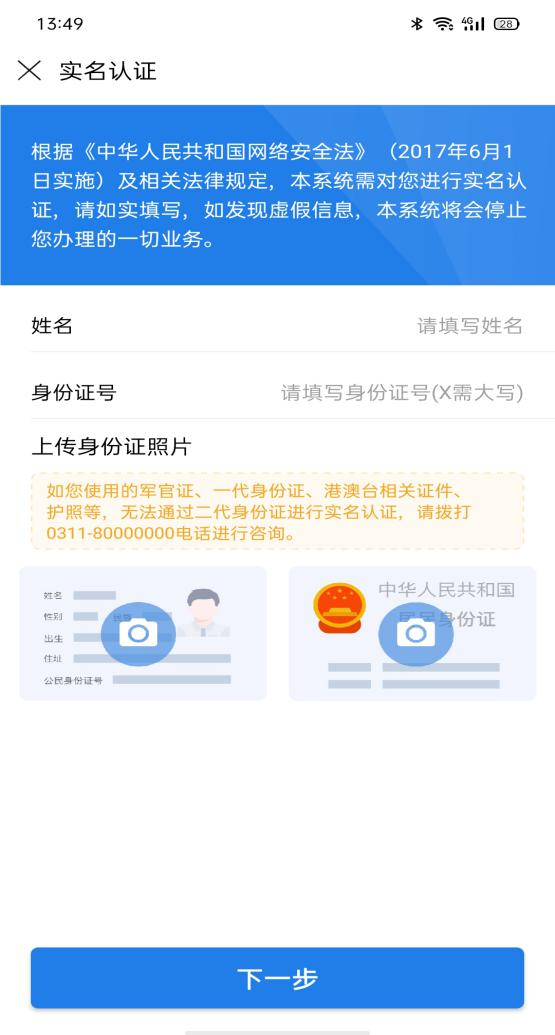 13:49
4G
28
实名认证
根据《中华人民共和国网络安全法》（2017年6月1
日实施）及相关法律规定，本系统需对您进行实名认
证，请如实填写，如发现虚假信息，本系统将会停止
您办理的一切业务。
姓名
请填写姓名
身份证号
请填写身份证号(X需大写)
上传身份证照片
如您使用的军官证、一代身份证、港澳台相关证件、
护照等，无法通过二代身份证进行实名认证，请拨打
0311-80000000电话进行咨询。
姓名
性别
出生
住址
公民身份证号
中华人民共和国
身份证
下一步